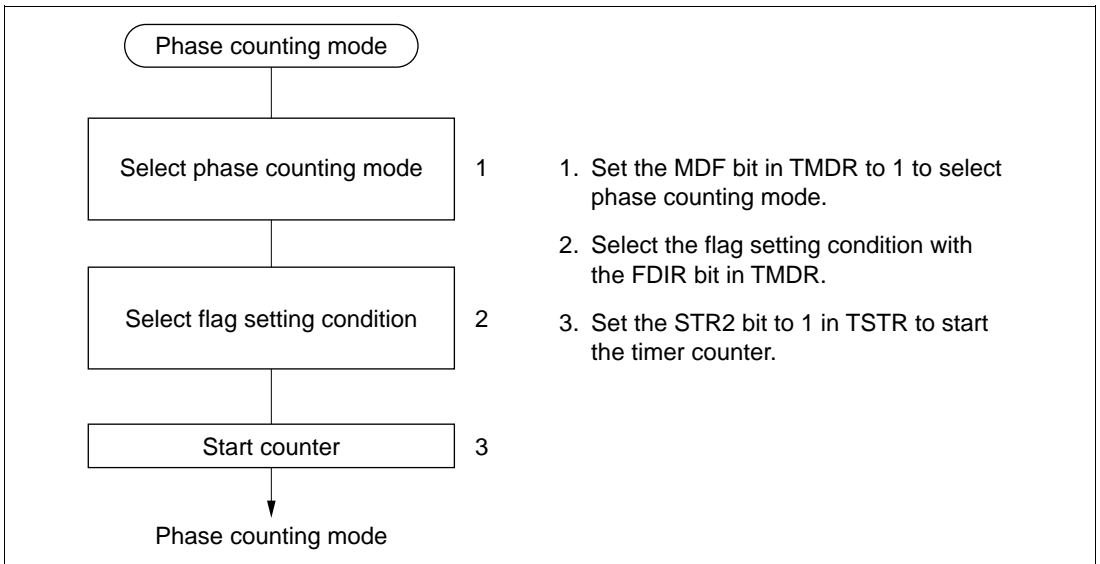 Phase counting mode
Select phase counting mode
1
Select flag setting condition
2
Start counter
3
Phase counting mode
1. Set the MDF bit in TMDR to 1 to select
phase counting mode.
2. Select the flag setting condition with
the FDIR bit in TMDR.
3. Set the STR2 bit to 1 in TSTR to start
the timer counter.